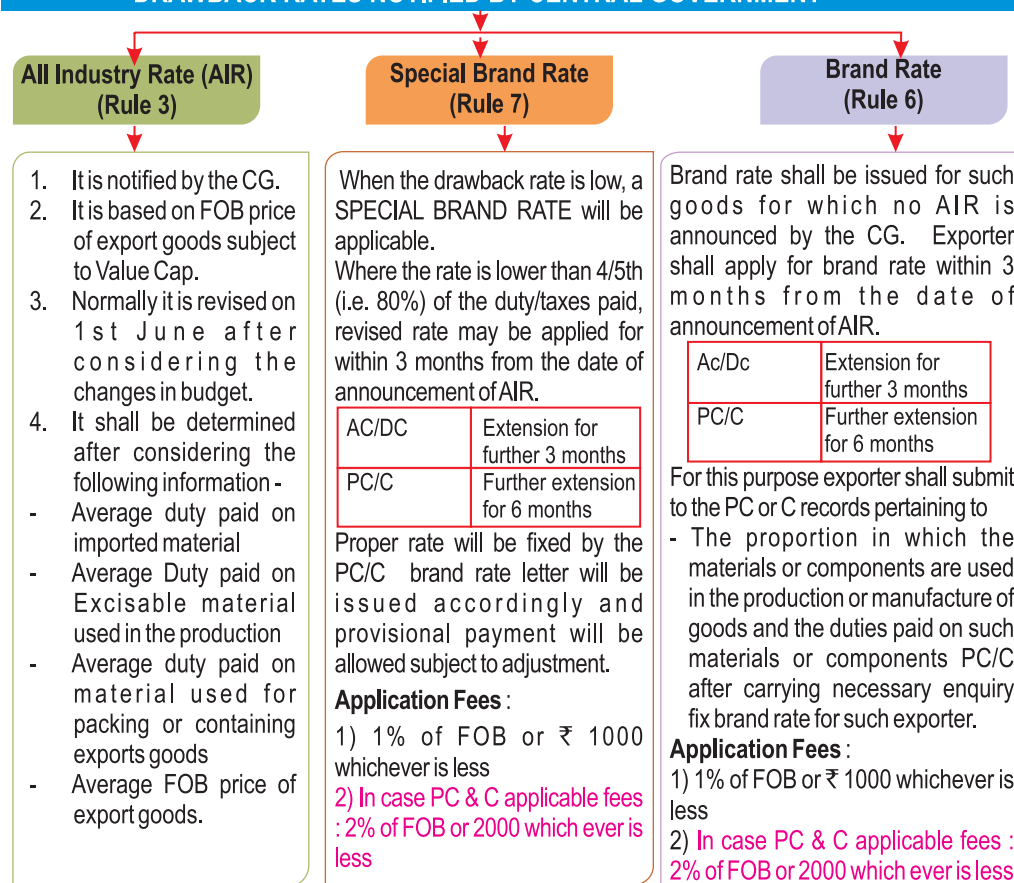 DRAWBACK RATES NOTIFIED BY CENTRAL GOVERNMENT
All Industry Rate (AIR)
(Rule 3)
1. It is notified by the CG.
2. It is based on FOB price
of export goods subject
to Value Cap.
3. Normally it is revised on
1st June after
considering the
changes in budget.
4. It shall be determined
after considering the
following information -
- Average duty paid on
imported material
- Average Duty paid on
Excisable material
used in the production
- Average duty paid on
material used for
packing or containing
exports goods
- Average FOB price of
export goods.
Special Brand Rate
(Rule 7)
When the drawback rate is low, a
SPECIAL BRAND RATE will be
applicable.
Where the rate is lower than 4/5th
(i.e. 80%) of the duty/taxes paid,
revised rate may be applied for
within 3 months from the date of
announcement of AIR.
AC/DC Extension for
further 3 months
PC/C Further extension
for 6 months
Proper rate will be fixed by the
PC/C brand rate letter will be
issued accordingly and
provisional payment will be
allowed subject to adjustment.
Application Fees :
1) 1% of FOB or ₹ 1000
whichever is less
2) In case PC & C applicable fees
: 2% of FOB or 2000 which ever is
less
Brand Rate
(Rule 6)
Brand rate shall be issued for such
goods for which no AIR is
announced by the CG. Exporter
shall apply for brand rate within 3
months from the date of
announcement of AIR.
Ac/Dc Extension for
further 3 months
PC/C Further extension
for 6 months
For this purpose exporter shall submit
to the PC or C records pertaining to
- The proportion in which the
materials or components are used
in the production or manufacture of
goods and the duties paid on such
materials or components PC/C
after carrying necessary enquiry
fix brand rate for such exporter.
Application Fees :
1) 1% of FOB or ₹ 1000 whichever is
less
2) In case PC & C applicable fees :
2% of FOB or 2000 which ever is less